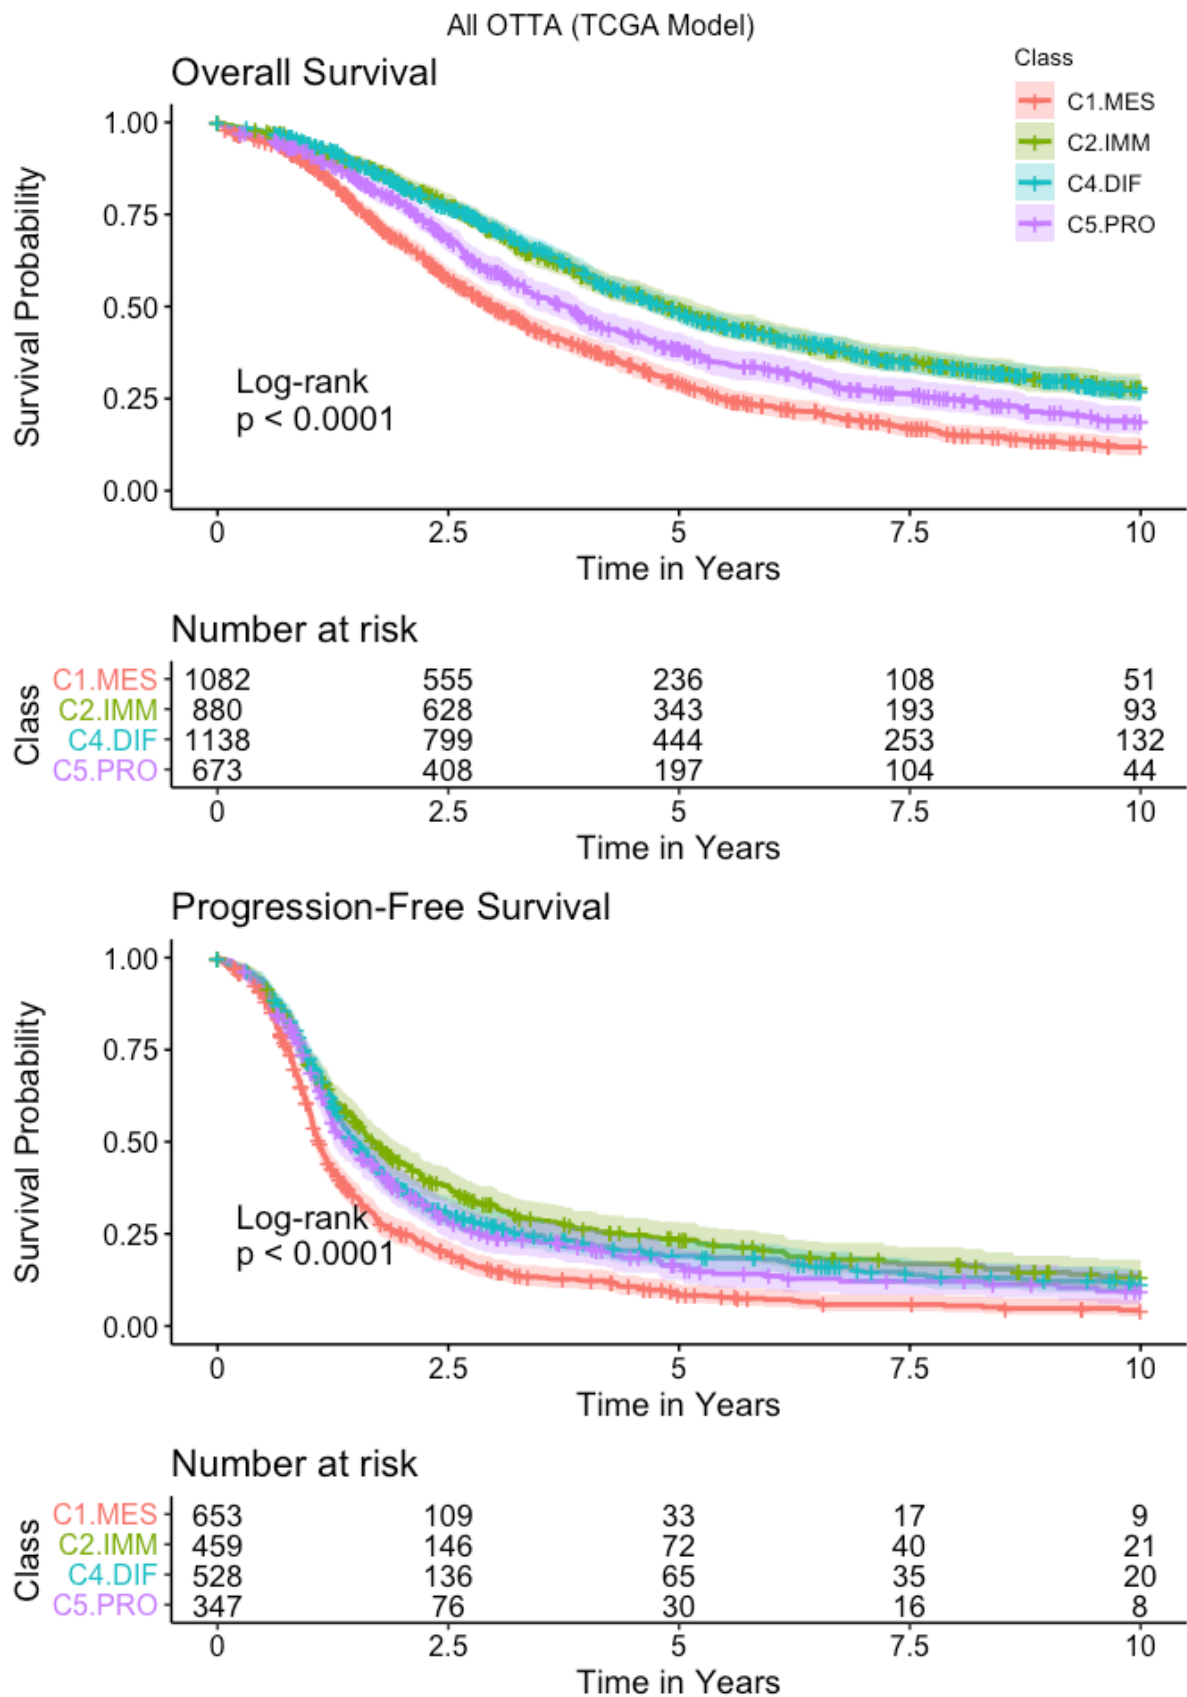 All OTTA (TCGA Model)
Overall Survival
Class
C1.MES
C2.IMM
C4.DIF
C5.PRO
Survival Probability
1.00
0.75
0.50
0.25
0.00
Log-rank
p < 0.0001
0 2.5 5 7.5 10
Time in Years
Number at risk
Class
C1.MES 1082 555 236 108 51
C2.IMM 880 628 343 193 93
C4.DIF 1138 799 444 253 132
C5.PRO 673 408 197 104 44
0 2.5 5 7.5 10
Time in Years
Progression-Free Survival
Survival Probability
1.00
0.75
0.50
0.25
0.00
Log-rank
p < 0.0001
0 2.5 5 7.5 10
Time in Years
Number at risk
Class
C1.MES 653 109 33 17 9
C2.IMM 459 146 72 40 21
C4.DIF 528 136 65 35 20
C5.PRO 347 76 30 16 8
0 2.5 5 7.5 10
Time in Years